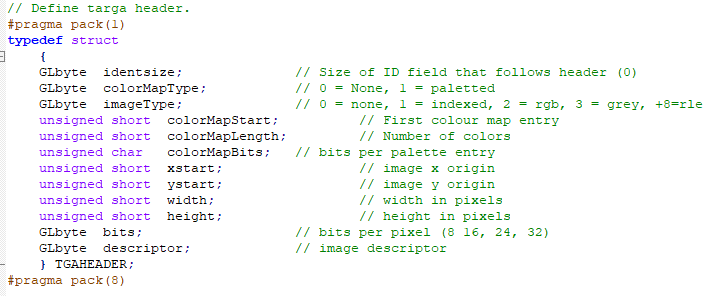 // Define targa header.
#pragma pack(1)
typedef struct
{
GLbyte identsize; // Size of ID field that follows header (0)
GLbyte colorMapType; // 0 = None, 1 = paletted
GLbyte imageType; // 0 = none, 1 = indexed, 2 = rgb, 3 = grey, +8=rle
unsigned short colorMapStart; // First colour map entry
unsigned short colorMapLength; // Number of colors
unsigned char colorMapBits; // bits per palette entry
unsigned short xstart; // image x origin
unsigned short ystart; // image y origin
unsigned short width; // width in pixels
unsigned short height; // height in pixels
GLbyte bits; // bits per pixel (8 16, 24, 32)
GLbyte descriptor; // image descriptor
} TGAHEADER;
#pragma pack(8)